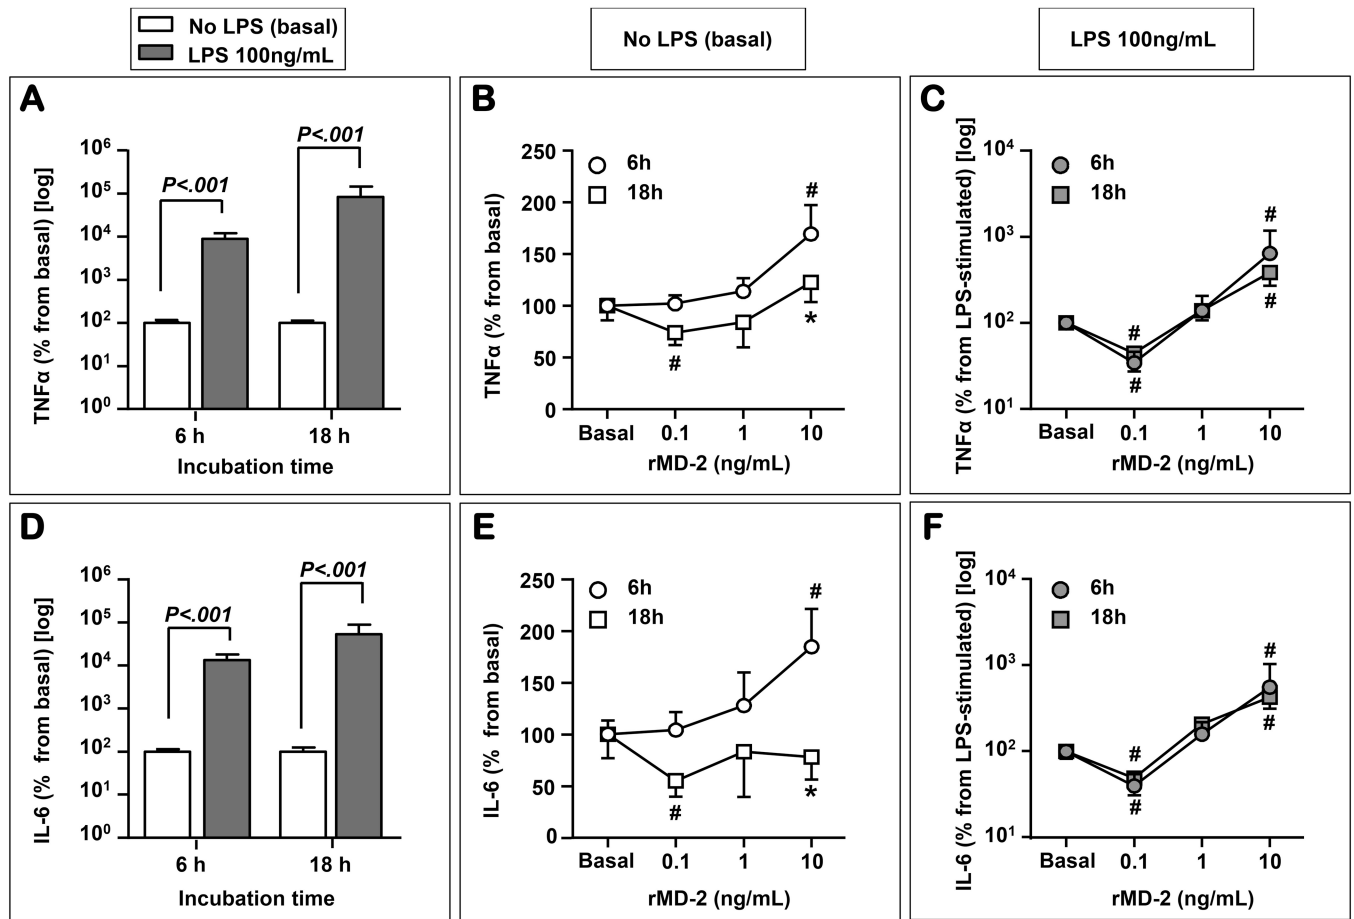 No LPS (basal)
LPS 100ng/mL
No LPS (basal)
LPS 100ng/mL
A
TNFα (% from basal) [log]
10⁶
10⁵
10⁴
10³
10²
10¹
10⁰
P<.001
P<.001
6 h
18 h
Incubation time
B
TNFα (% from basal)
250
200
150
100
50
0
6h
18h
#
#
*
Basal
0.1
1
10
rMD-2 (ng/mL)
C
TNFα (% from LPS-stimulated) [log]
10⁴
10³
10²
10¹
6h
18h
#
#
#
#
Basal
0.1
1
10
rMD-2 (ng/mL)
D
IL-6 (% from basal) [log]
10⁶
10⁵
10⁴
10³
10²
10¹
10⁰
P<.001
P<.001
6 h
18 h
Incubation time
E
IL-6 (% from basal)
250
200
150
100
50
0
6h
18h
#
#
*
Basal
0.1
1
10
rMD-2 (ng/mL)
F
IL-6 (% from LPS-stimulated) [log]
10⁴
10³
10²
10¹
6h
18h
#
#
#
#
Basal
0.1
1
10
rMD-2 (ng/mL)